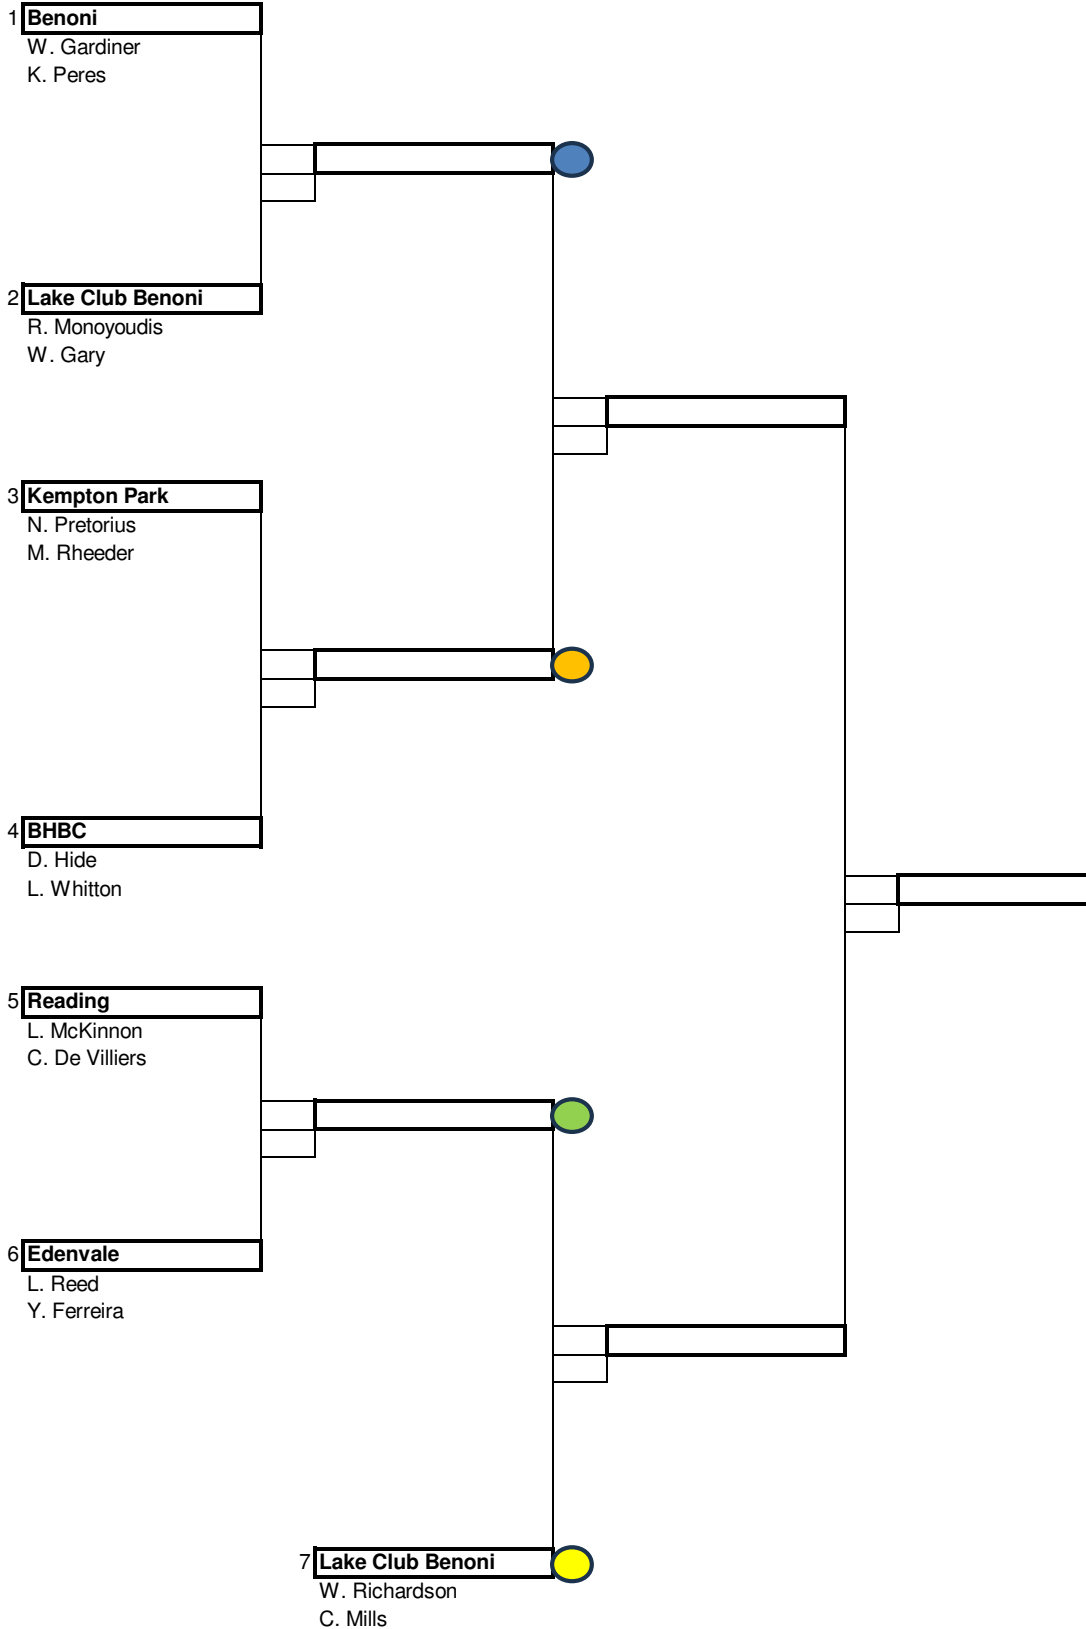 1 Benoni
W. Gardiner
K. Peres
2 Lake Club Benoni
R. Monoyoudis
W. Gary
3 Kempton Park
N. Pretorius
M. Rheeder
4 BHBC
D. Hide
L. Whitton
5 Reading
L. McKinnon
C. De Villiers
6 Edenvale
L. Reed
Y. Ferreira
7 Lake Club Benoni
W. Richardson
C. Mills